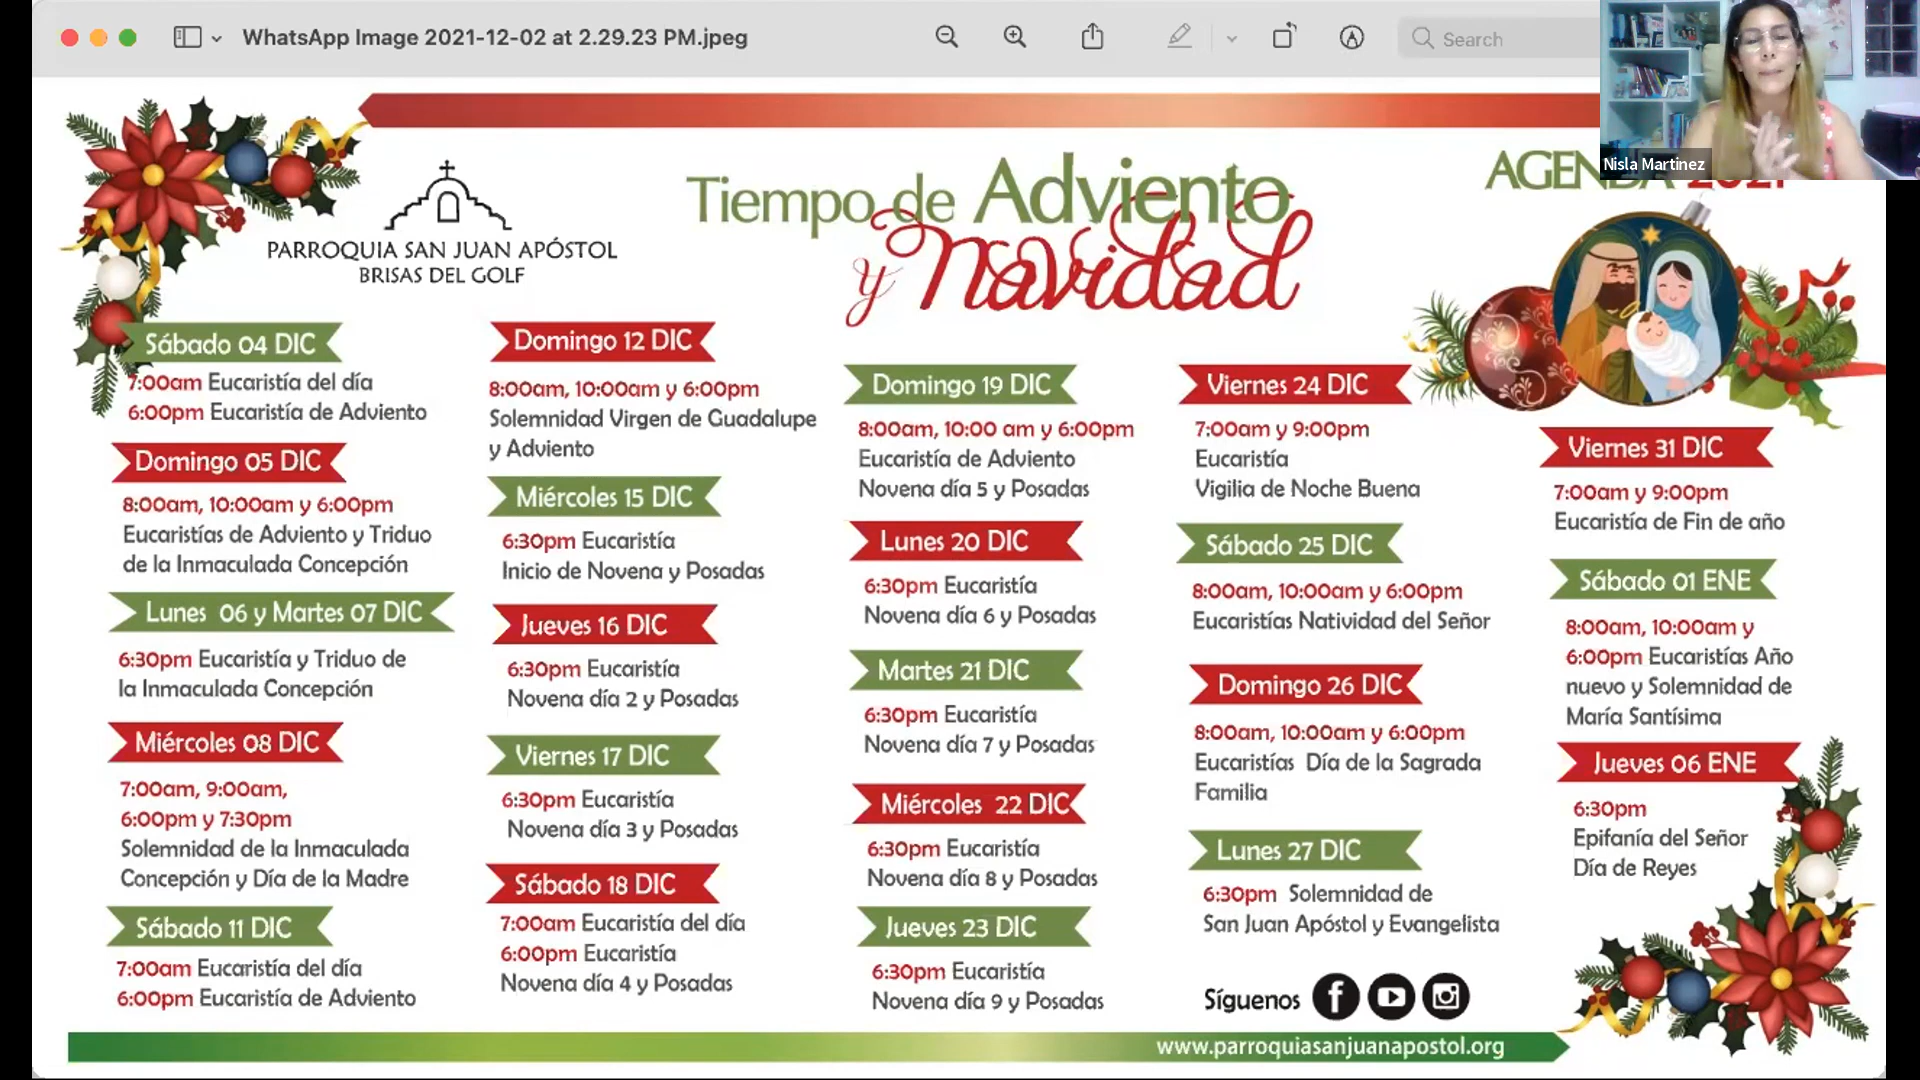 WhatsApp Image 2021-12-02 at 2.29.23 PM.jpeg
Search
Nisla Martinez
PARROQUIA SAN JUAN APÓSTOL
BRISAS DEL GOLF
Tiempo de Adviento
y Navidad
AGENDA 2021
Sábado 04 DIC
7:00am Eucaristía del día
6:00pm Eucaristía de Adviento
Domingo 05 DIC
8:00am, 10:00am y 6:00pm
Eucaristías de Adviento y Triduo
de la Inmaculada Concepción
Lunes 06 y Martes 07 DIC
6:30pm Eucaristía y Triduo de
la Inmaculada Concepción
Miércoles 08 DIC
7:00am, 9:00am,
6:00pm y 7:30pm
Solemnidad de la Inmaculada
Concepción y Día de la Madre
Sábado 11 DIC
7:00am Eucaristía del día
6:00pm Eucaristía de Adviento
Domingo 12 DIC
8:00am, 10:00am y 6:00pm
Solemnidad Virgen de Guadalupe
y Adviento
Miércoles 15 DIC
6:30pm Eucaristía
Inicio de Novena y Posadas
Jueves 16 DIC
6:30pm Eucaristía
Novena día 2 y Posadas
Viernes 17 DIC
6:30pm Eucaristía
Novena día 3 y Posadas
Sábado 18 DIC
7:00am Eucaristía del día
6:00pm Eucaristía
Novena día 4 y Posadas
Domingo 19 DIC
8:00am, 10:00 am y 6:00pm
Eucaristía de Adviento
Novena día 5 y Posadas
Lunes 20 DIC
6:30pm Eucaristía
Novena día 6 y Posadas
Martes 21 DIC
6:30pm Eucaristía
Novena día 7 y Posadas
Miércoles 22 DIC
6:30pm Eucaristía
Novena día 8 y Posadas
Jueves 23 DIC
6:30pm Eucaristía
Novena día 9 y Posadas
Viernes 24 DIC
7:00am y 9:00pm
Eucaristía
Vigilia de Noche Buena
Sábado 25 DIC
8:00am, 10:00am y 6:00pm
Eucaristías Natividad del Señor
Domingo 26 DIC
8:00am, 10:00am y 6:00pm
Eucaristías Día de la Sagrada
Familia
Lunes 27 DIC
6:30pm Solemnidad de
San Juan Apóstol y Evangelista
Síguenos
Viernes 31 DIC
7:00am y 9:00pm
Eucaristía de Fin de año
Sábado 01 ENE
8:00am, 10:00am y
6:00pm Eucaristías Año
nuevo y Solemnidad de
María Santísima
Jueves 06 ENE
6:30pm
Epifanía del Señor
Día de Reyes
www.parroquiasanjuanapostol.org